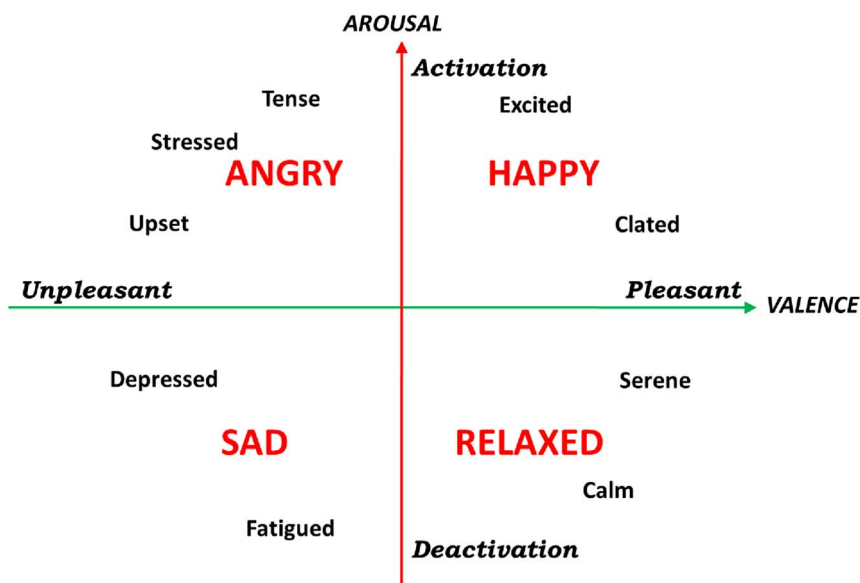 AROUSAL
Activation
Tense
Excited
Stressed
ANGRY
HAPPY
Upset
Clated
Unpleasant
Pleasant
VALENCE
Depressed
Serene
SAD
RELAXED
Calm
Fatigued
Deactivation